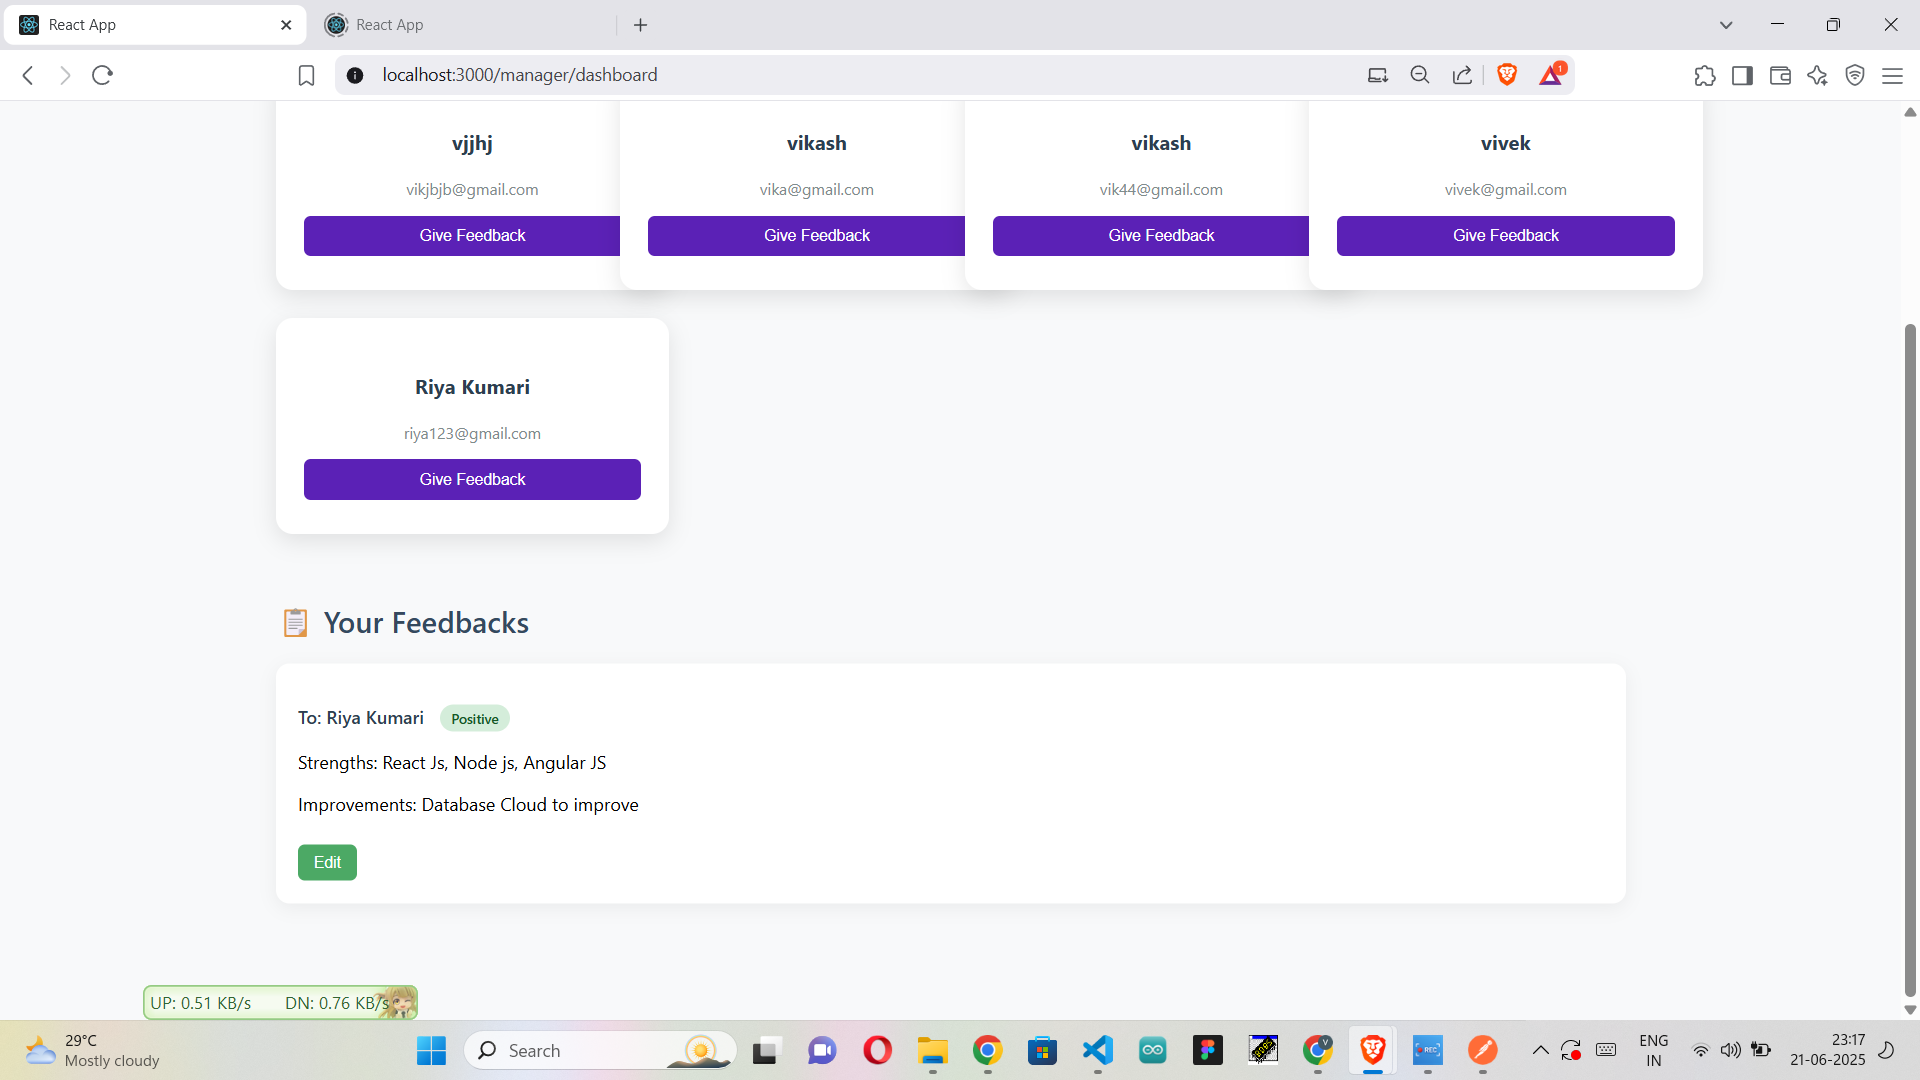 React App
React App
localhost:3000/manager/dashboard
1
vjjhj
vikash
vikash
vivek
vikjbjb@gmail.com
vika@gmail.com
vik44@gmail.com
vivek@gmail.com
Give Feedback
Give Feedback
Give Feedback
Give Feedback
Riya Kumari
riya123@gmail.com
Give Feedback
📋 Your Feedbacks
To: Riya Kumari Positive
Strengths: React Js, Node js, Angular JS
Improvements: Database Cloud to improve
Edit
UP: 0.51 KB/s DN: 0.76 KB/s
29°C
Mostly cloudy
Search
V
REC
ENG
IN
23:17
21-06-2025